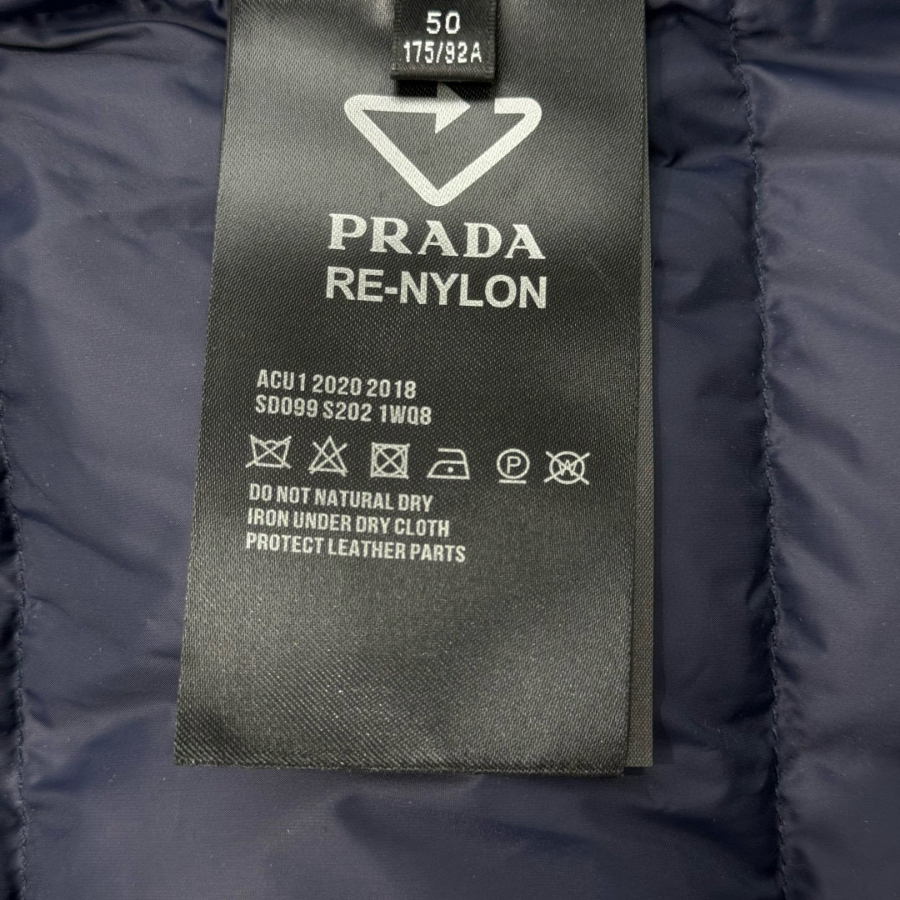 50
175/92A
PRADA
RE-NYLON
ACU1 2020 2018
SD099 S202 1WQ8
P W
DO NOT NATURAL DRY
IRON UNDER DRY CLOTH
PROTECT LEATHER PARTS